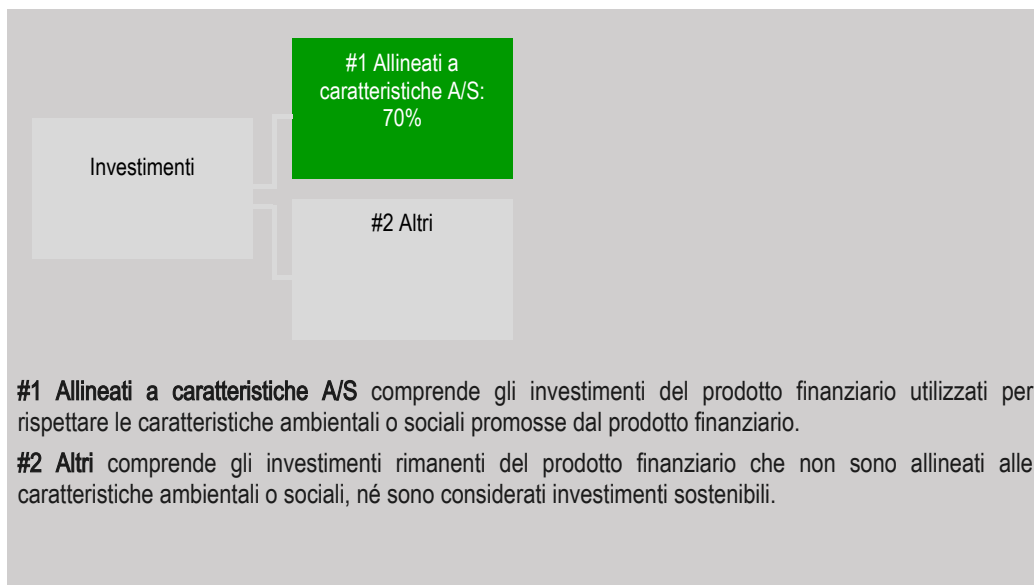 #1 Allineati a
caratteristiche A/S:
70%
Investimenti
#2 Altri
#1 Allineati a caratteristiche A/S comprende gli investimenti del prodotto finanziario utilizzati per
rispettare le caratteristiche ambientali o sociali promosse dal prodotto finanziario.
#2 Altri comprende gli investimenti rimanenti del prodotto finanziario che non sono allineati alle
caratteristiche ambientali o sociali, né sono considerati investimenti sostenibili.